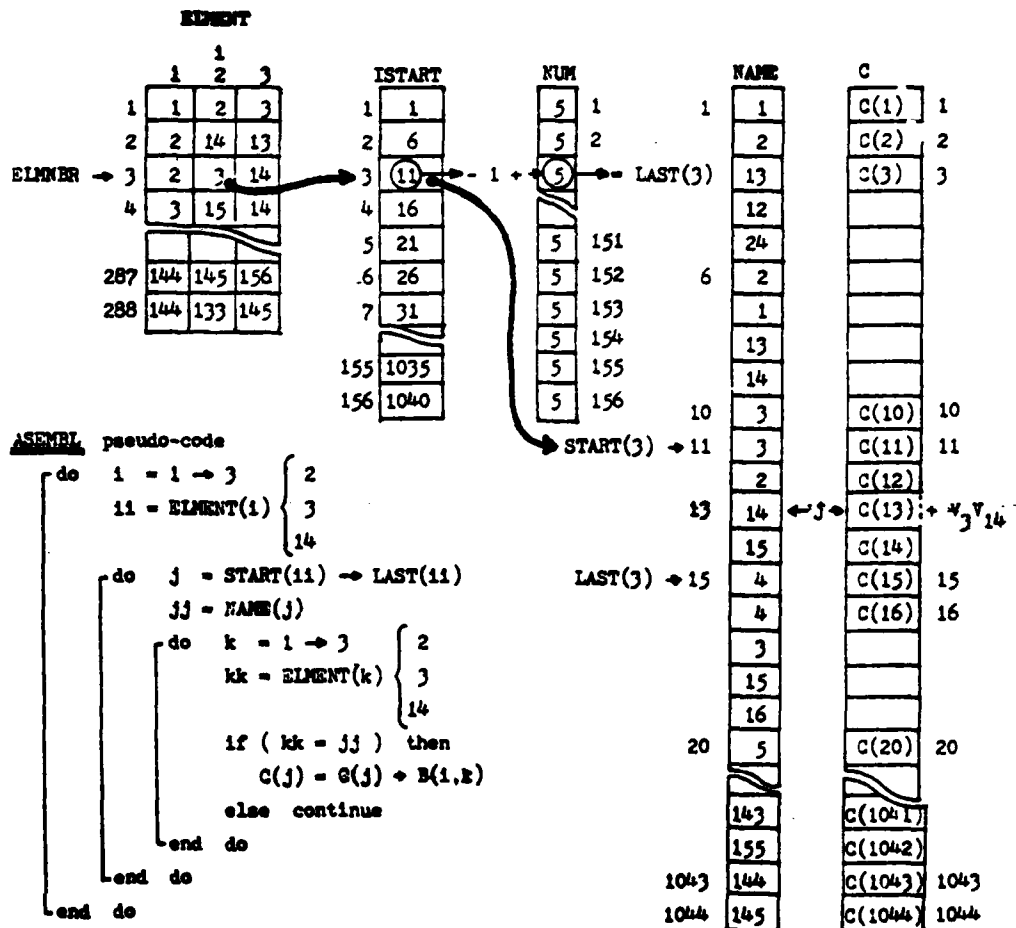 ELMENT
i
1 2 3
1 1 2 3
2 2 14 13
ELMNBR → 3 2 3 14
4 3 15 14
287 144 145 156
288 144 133 145
ISTART
1 1
2 6
3 11 - 1 + 5 = LAST(3)
4 16
5 21
6 26
7 31
155 1035
156 1040
NUM
5 1
5 2
5 151
5 152
5 153
5 154
5 155
5 156
NAME
1 1
2
13
12
24
6 2
1
13
14
10 3
START(3) → 11 3
2
13 14 ← j → C(13) + V3V14
15
LAST(3) → 15 4
4
3
15
16
20 5
143
155
1043 144
1044 145
C
C(1) 1
C(2) 2
C(3) 3
C(10) 10
C(11) 11
C(12)
C(14)
C(15) 15
C(16) 16
C(20) 20
C(1041)
C(1042)
C(1043) 1043
C(1044) 1044
ASEMBL pseudo-code
do i = 1 → 3
ii = ELMENT(i) { 2 3 14
do j = START(ii) → LAST(ii)
jj = NAME(j)
do k = 1 → 3
kk = ELMENT(k) { 2 3 14
if ( kk = jj ) then
C(j) = C(j) + B(i,k)
else continue
end do
end do
end do